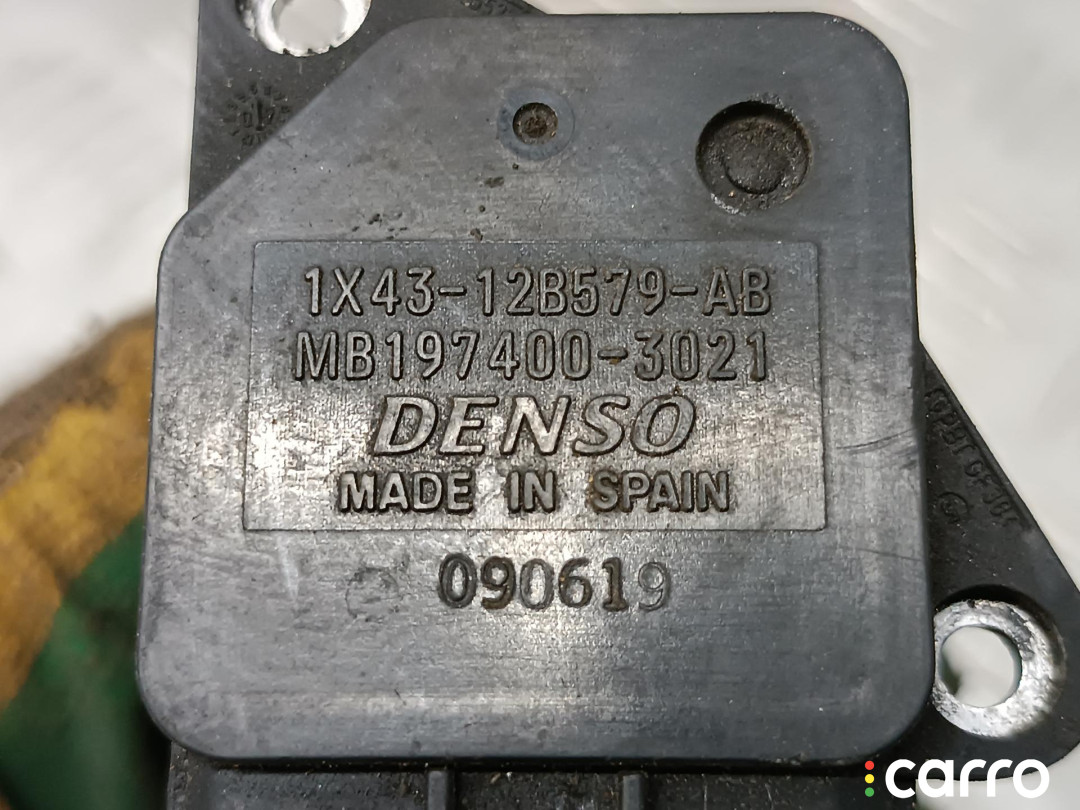 1X43-12B579-AB
MB197400-3021
DENSO
MADE IN SPAIN
090619
carro